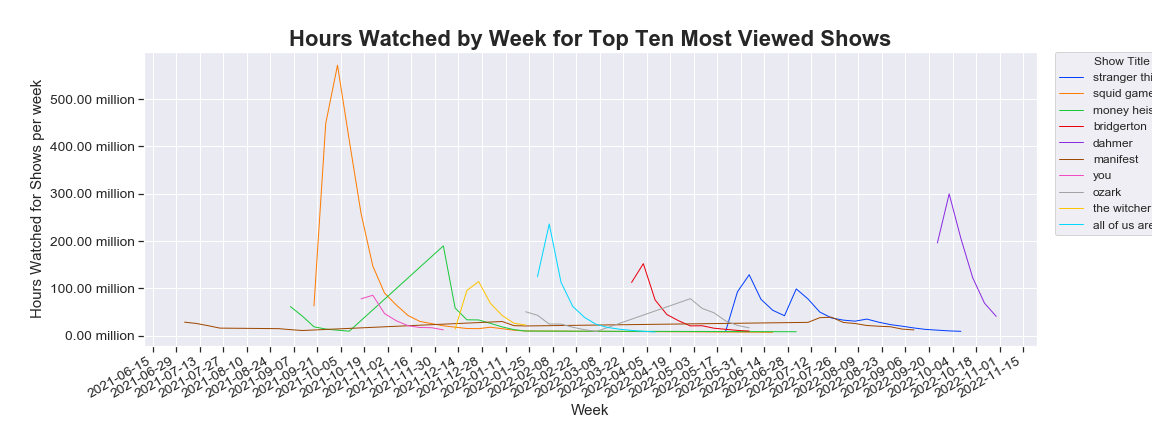 Hours Watched by Week for Top Ten Most Viewed Shows
Hours Watched for Shows per week
500.00 million
400.00 million
300.00 million
200.00 million
100.00 million
0.00 million
2021-06-15
2021-06-29
2021-07-13
2021-07-27
2021-08-10
2021-08-24
2021-09-07
2021-09-21
2021-10-05
2021-10-19
2021-11-02
2021-11-16
2021-11-30
2021-12-14
2021-12-28
2022-01-11
2022-01-25
2022-02-08
2022-02-22
2022-03-08
2022-03-22
2022-04-05
2022-04-19
2022-05-03
2022-05-17
2022-05-31
2022-06-14
2022-06-28
2022-07-12
2022-07-26
2022-08-09
2022-08-23
2022-09-06
2022-09-20
2022-10-04
2022-10-18
2022-11-01
2022-11-15
Week
Show Title
stranger thi
squid game
money heis
bridgerton
dahmer
manifest
you
ozark
the witcher
all of us are